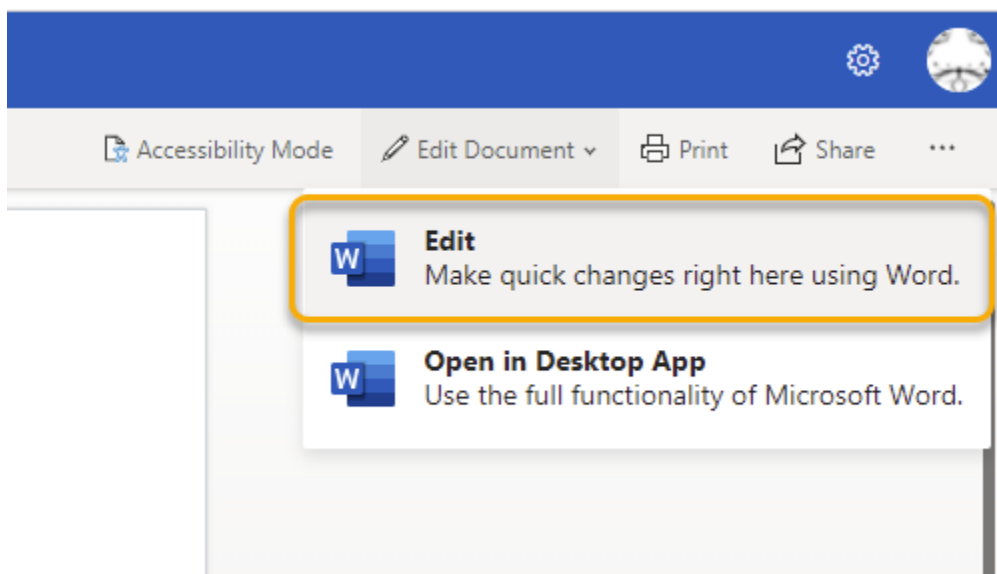 Accessibility Mode Edit Document Print Share ...
W Edit
Make quick changes right here using Word.
W Open in Desktop App
Use the full functionality of Microsoft Word.